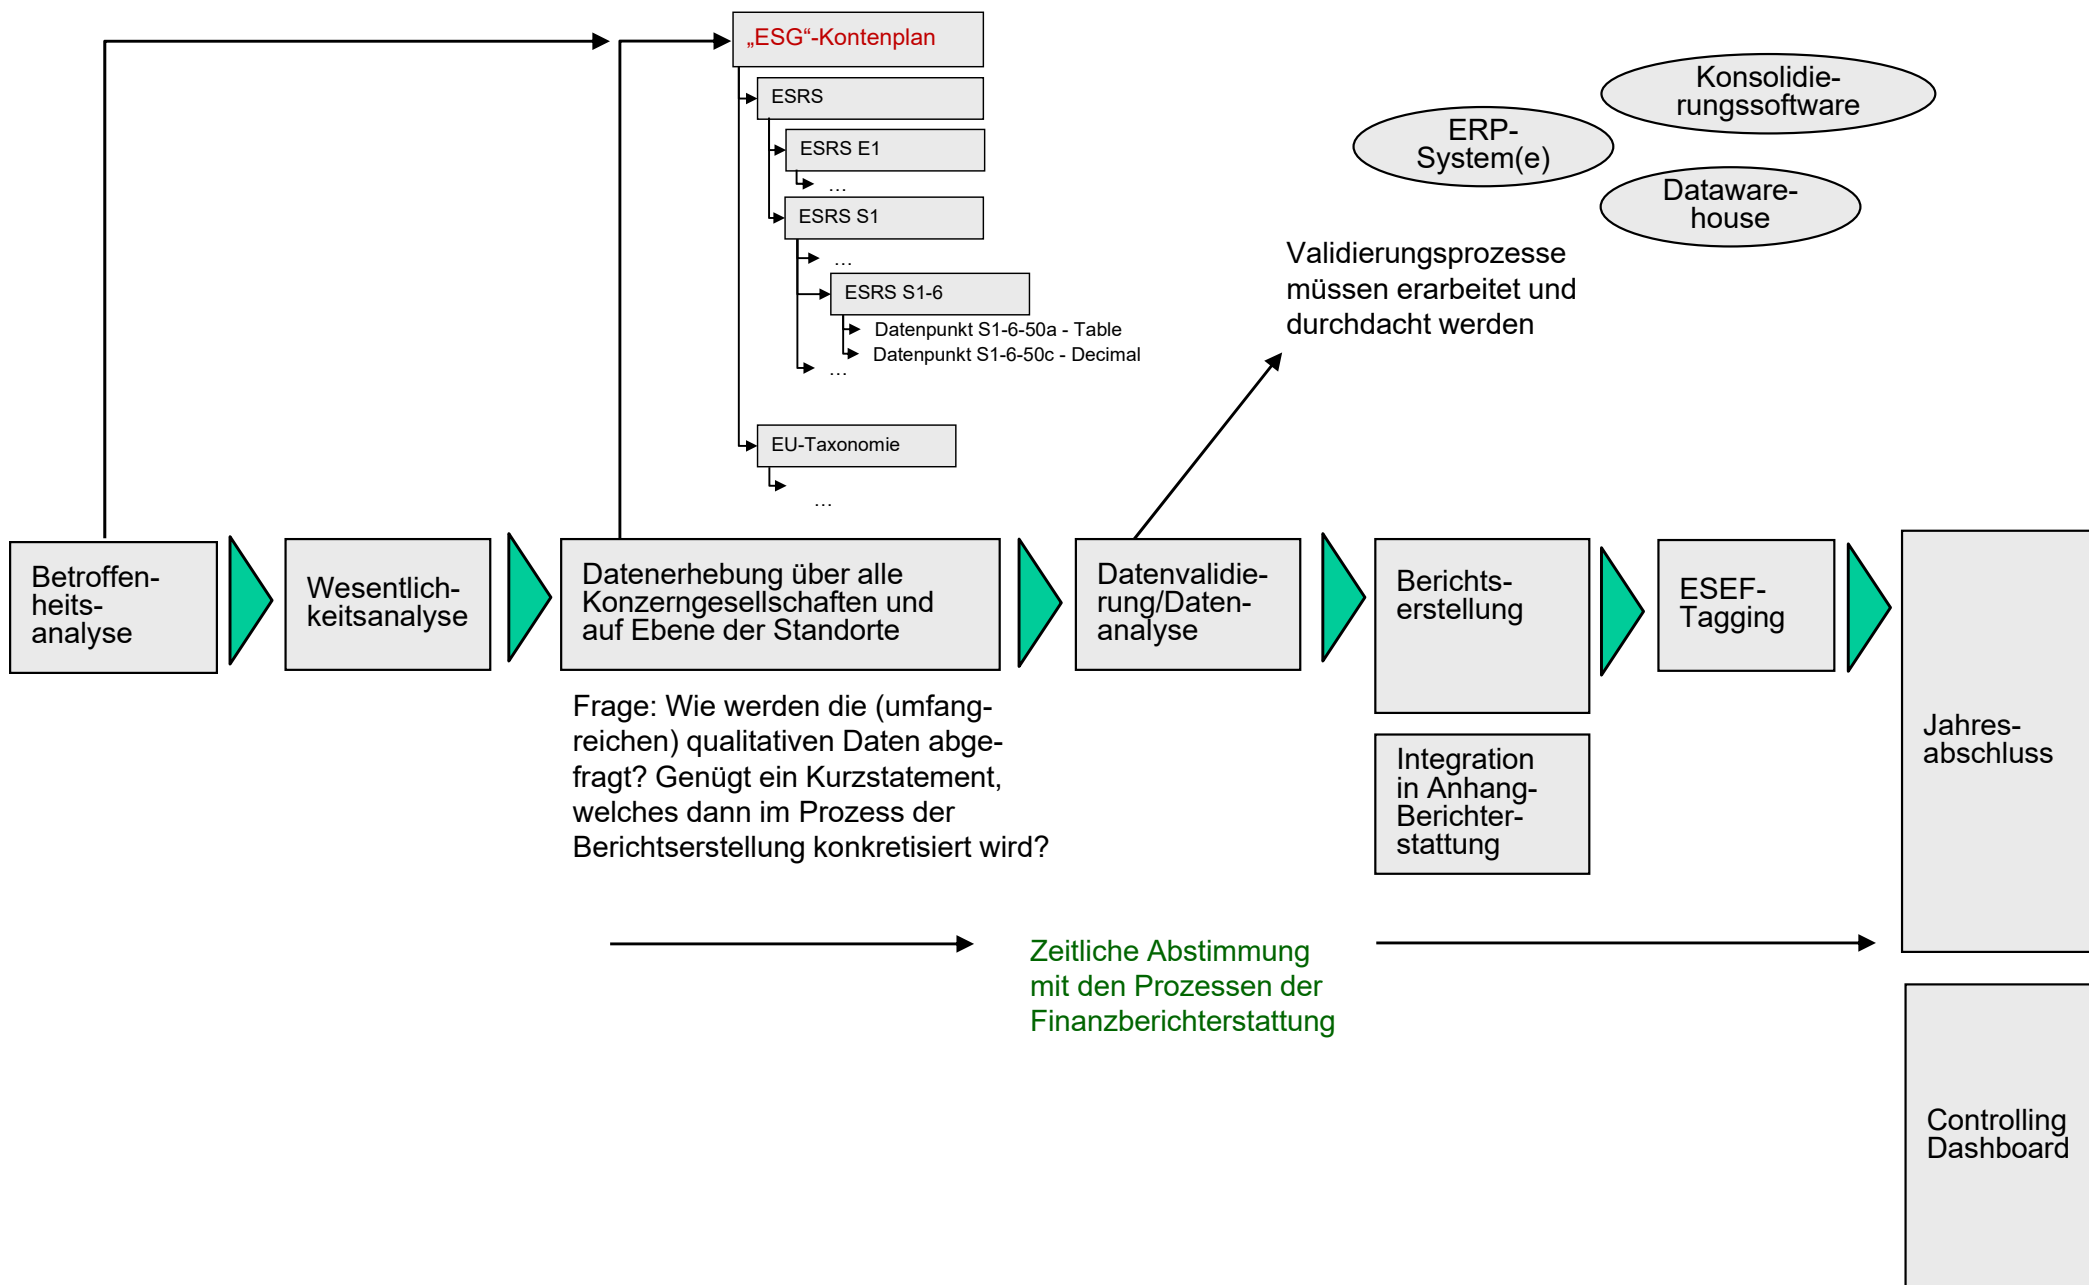 „ESG“-Kontenplan
ESRS
ESRS E1
…
ESRS S1
…
ESRS S1-6
Datenpunkt S1-6-50a - Table
Datenpunkt S1-6-50c - Decimal
…
EU-Taxonomie
…
Konsolidie-
rungssoftware
ERP-
System(e)
Dataware-
house
Validierungsprozesse
müssen erarbeitet und
durchdacht werden
Betroffen-
heits-
analyse
Wesentlich-
keitsanalyse
Datenerhebung über alle
Konzerngesellschaften und
auf Ebene der Standorte
Datenvalidie-
rung/Daten-
analyse
Berichts-
erstellung
ESEF-
Tagging
Jahres-
abschluss
Frage: Wie werden die (umfang-
reichen) qualitativen Daten abge-
fragt? Genügt ein Kurzstatement,
welches dann im Prozess der
Berichtserstellung konkretisiert wird?
Integration
in Anhang-
Berichter-
stattung
Zeitliche Abstimmung
mit den Prozessen der
Finanzberichterstattung
Controlling
Dashboard